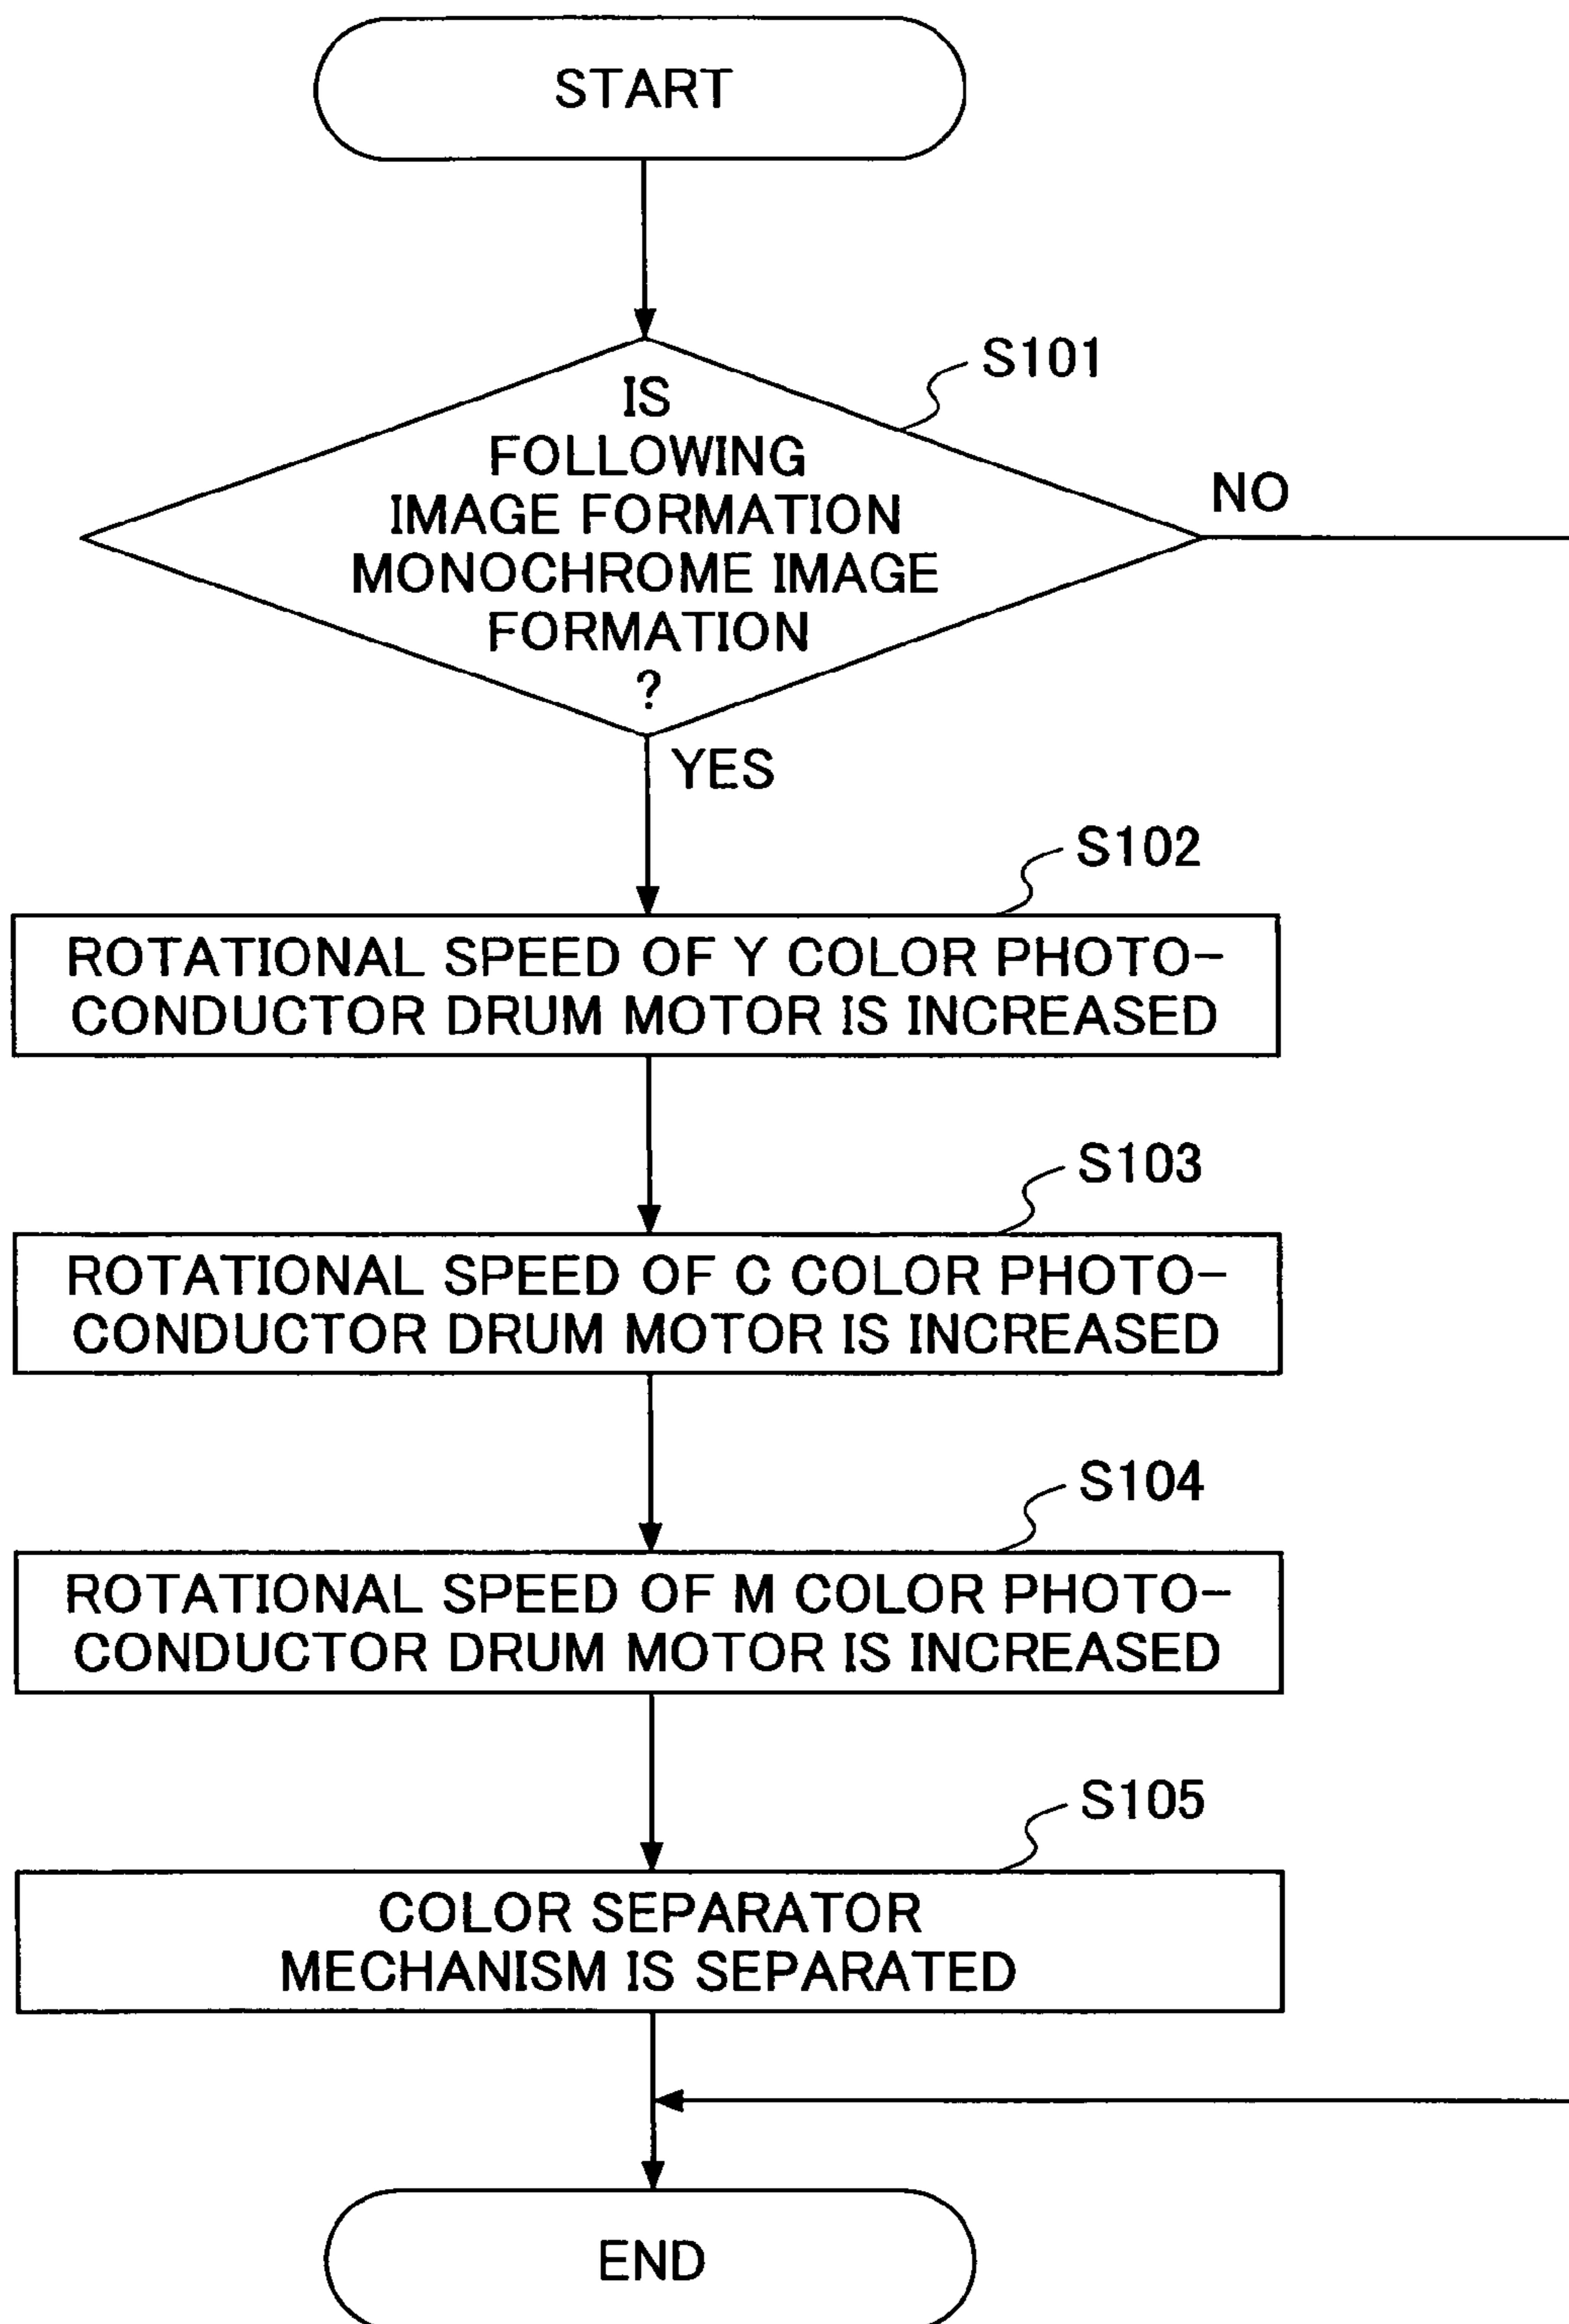 START
S101
IS
FOLLOWING
IMAGE FORMATION
MONOCHROME IMAGE
FORMATION
?
NO
YES
S102
ROTATIONAL SPEED OF Y COLOR PHOTO-
CONDUCTOR DRUM MOTOR IS INCREASED
S103
ROTATIONAL SPEED OF C COLOR PHOTO-
CONDUCTOR DRUM MOTOR IS INCREASED
S104
ROTATIONAL SPEED OF M COLOR PHOTO-
CONDUCTOR DRUM MOTOR IS INCREASED
S105
COLOR SEPARATOR
MECHANISM IS SEPARATED
END